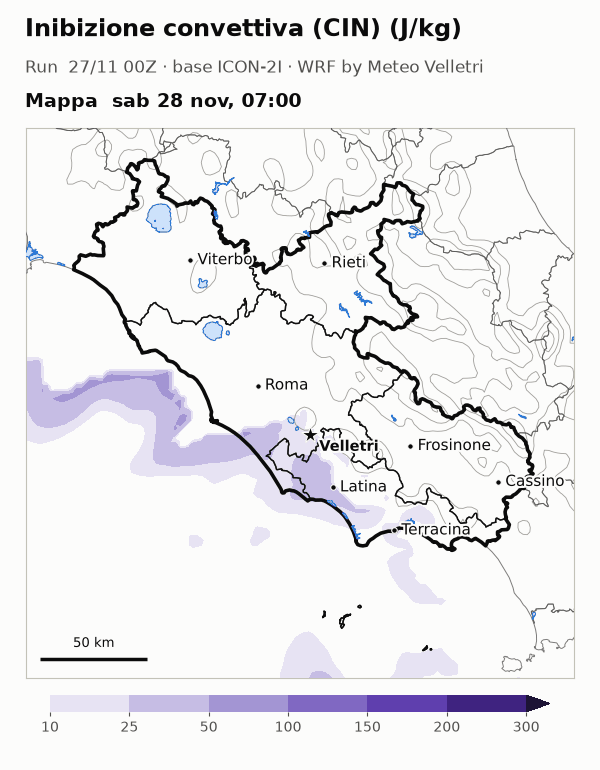 Inibizione convettiva (CIN) (J/kg)
Run  27/11 00Z · base ICON-2I · WRF by Meteo Velletri
Mappa  sab 28 nov, 07:00
Viterbo
Rieti
Roma
Velletri
Frosinone
Cassino
Latina
Terracina
50 km
10 25 50 100 150 200 300